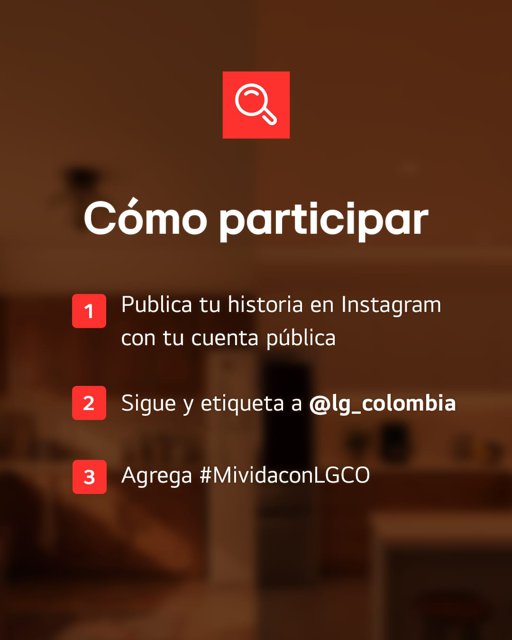 Cómo participar
1 Publica tu historia en Instagram
con tu cuenta pública
2 Sigue y etiqueta a @lg_colombia
3 Agrega #MividaconLGCO